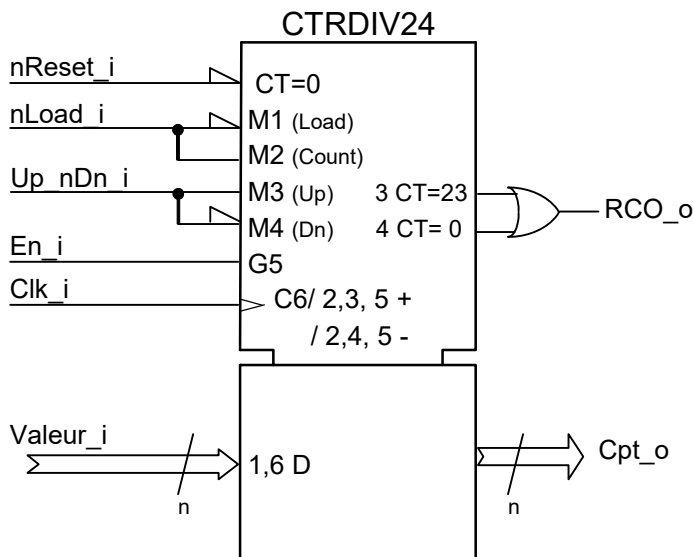 CTRDIV24
nReset_i
CT=0
nLoad_i
M1 (Load)
M2 (Count)
Up_nDn_i
M3 (Up)
3 CT=23
M4 (Dn)
4 CT= 0
RCO_o
En_i
G5
Clk_i
C6/ 2,3, 5 +
/ 2,4, 5 -
Valeur_i
n
1,6 D
n
Cpt_o